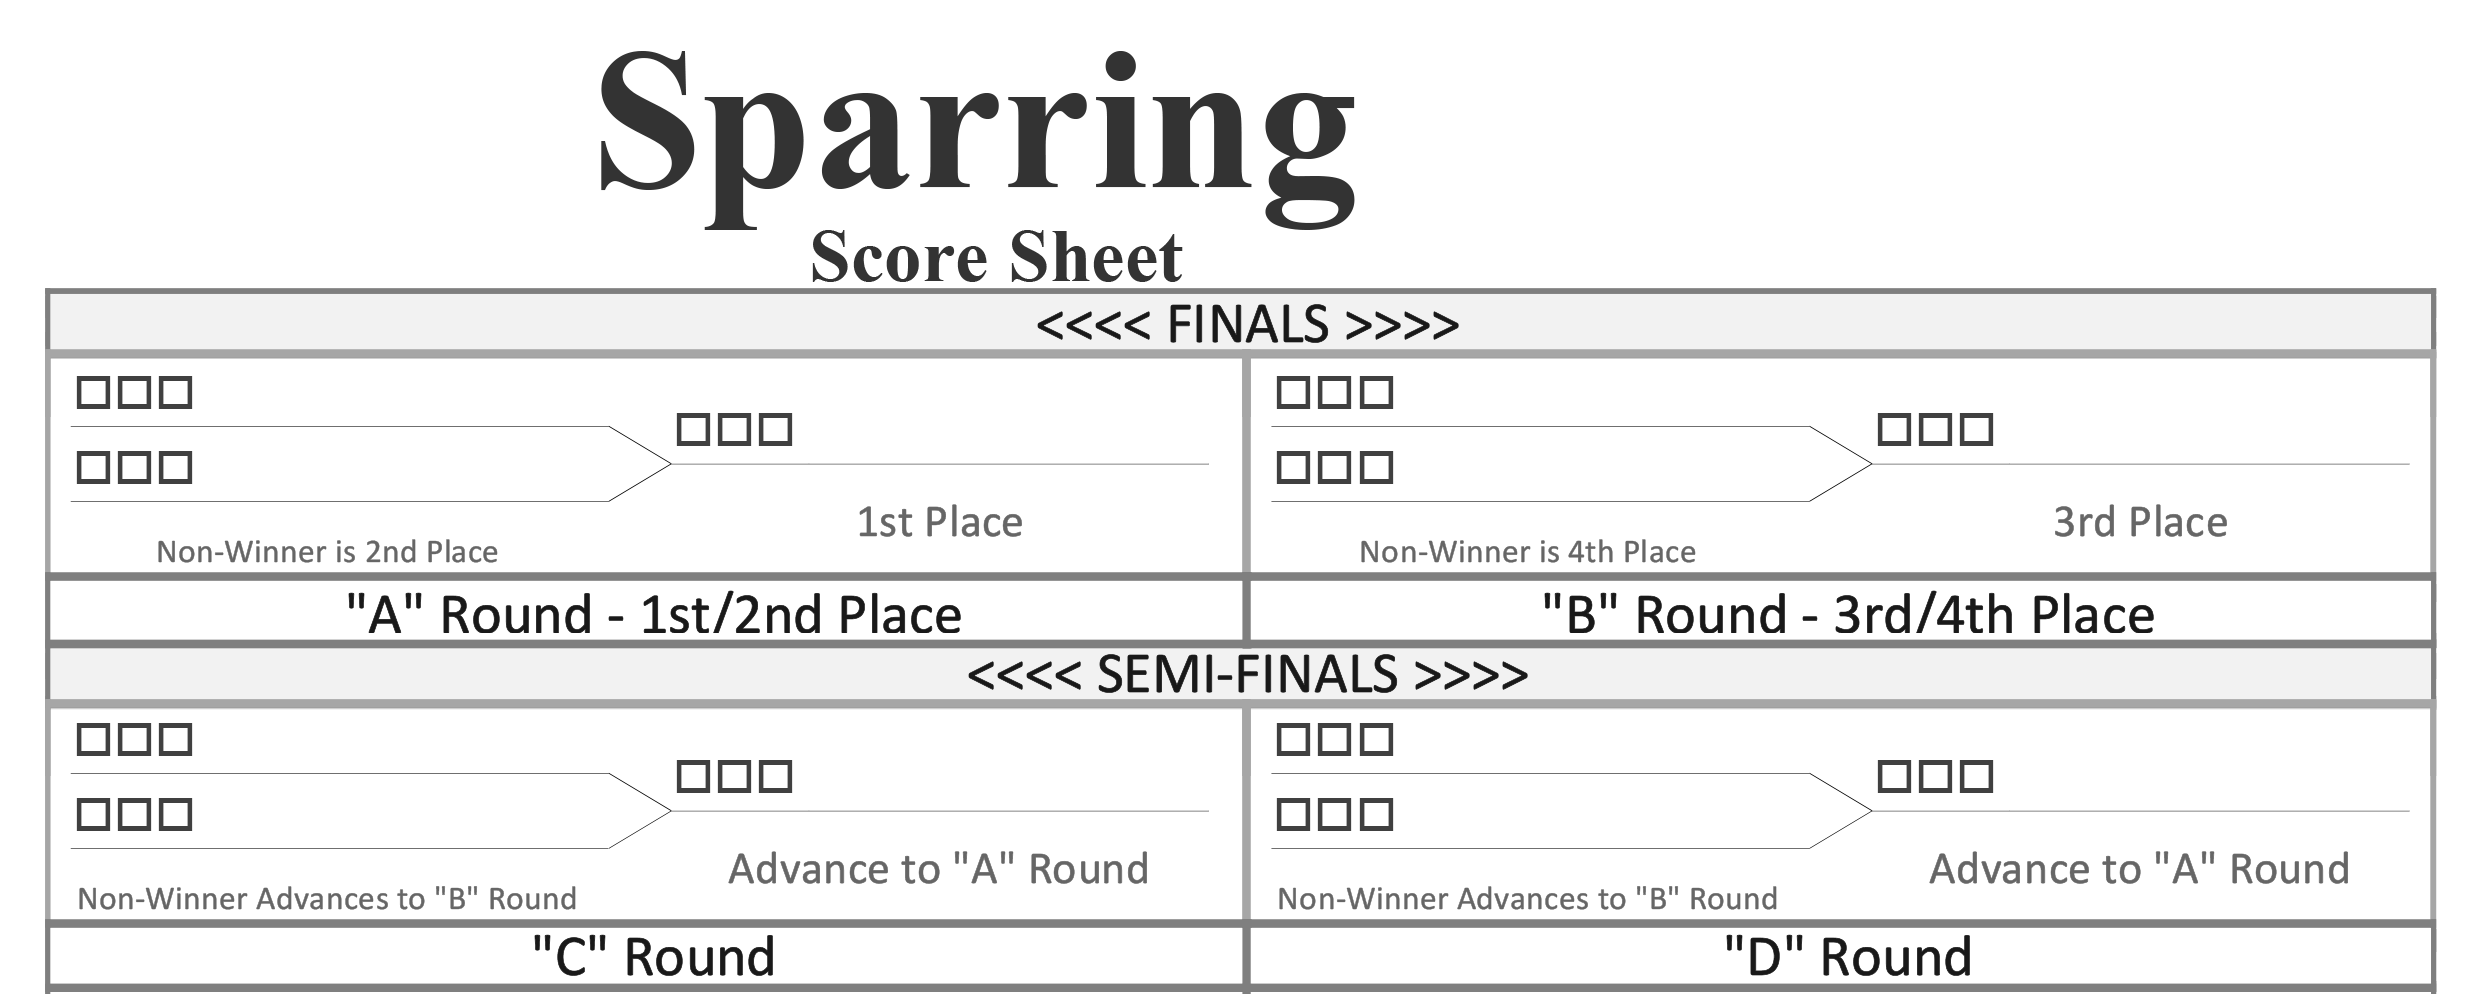 Sparring
Score Sheet
<<<< FINALS >>>>
□□□
□□□
□□□
1st Place
Non-Winner is 2nd Place
□□□
□□□
□□□
3rd Place
Non-Winner is 4th Place
"A" Round - 1st/2nd Place
"B" Round - 3rd/4th Place
<<<< SEMI-FINALS >>>>
□□□
□□□
□□□
Advance to "A" Round
Non-Winner Advances to "B" Round
□□□
□□□
□□□
Advance to "A" Round
Non-Winner Advances to "B" Round
"C" Round
"D" Round